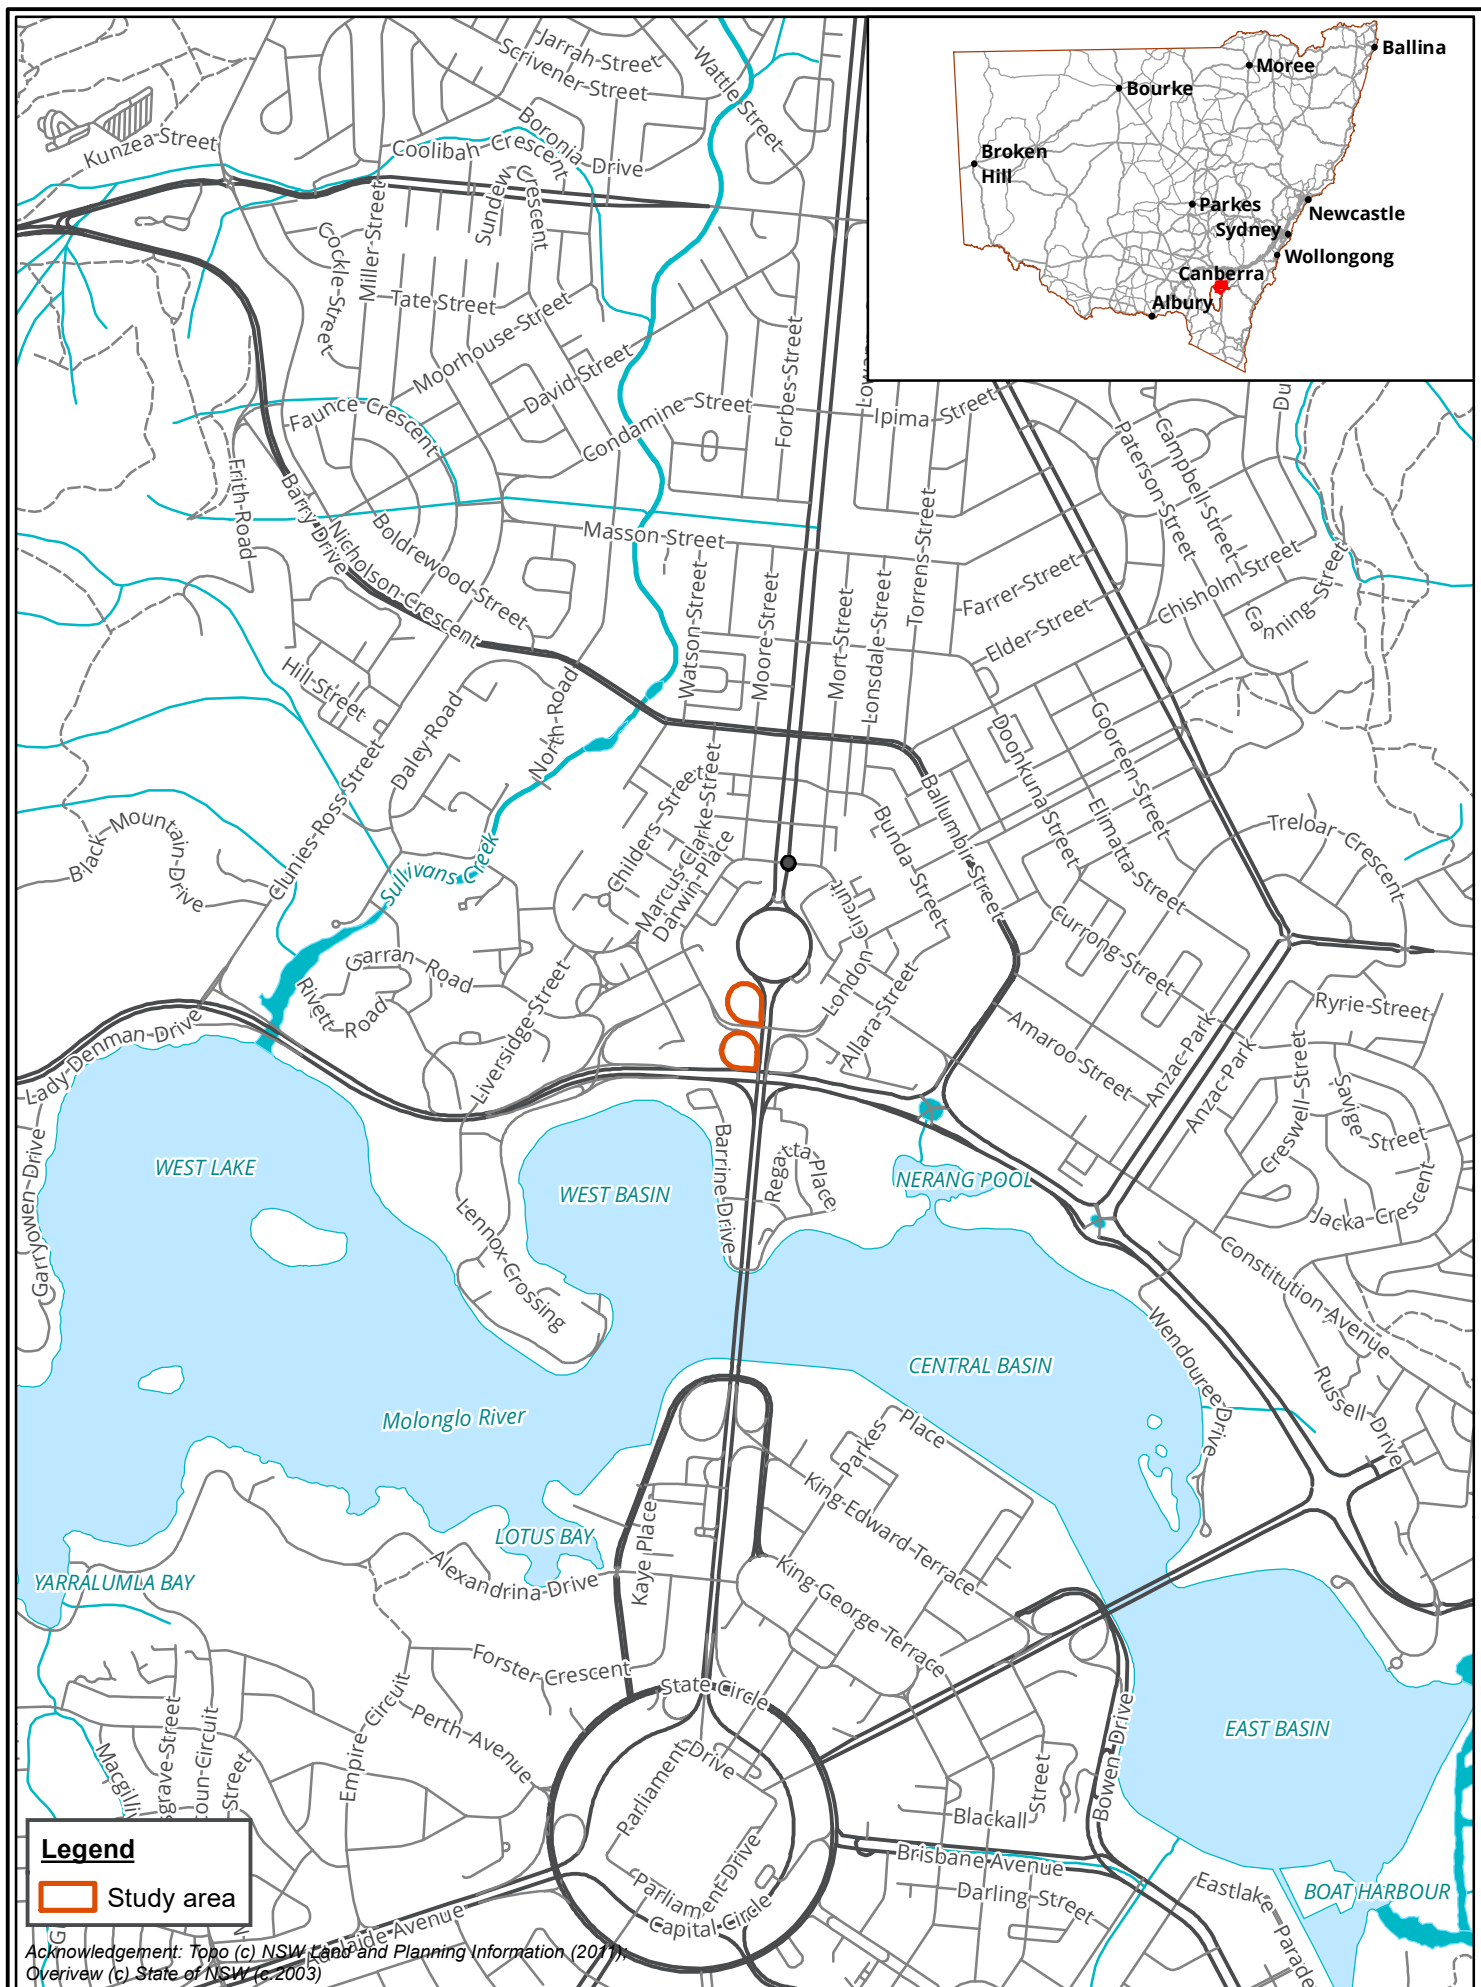 Jarrah Street
Scrivener Street
Wattle Street
Boronia Drive
Kunzea Street
Coolibah Crescent
Sundew
Crescent
Miller Street
Cockle Street
Tate Street
Moorhouse Street
David Street
Faunce Crescent
Condamine Street
Forbes Street
Ipima Street
Paterson Street
Campbell Street
Frith Road
Barry Drive
Nicholson Crescent
Boldrewood Street
Masson Street
Torrens Street
Farrer Street
Elder Street
Chisholm Street
Canning Street
Watson Street
Moore Street
Mort Street
Lonsdale Street
Hill Street
Daley Road
North Road
Clunies Ross Street
Doonkuna Street
Gooreen Street
Elimatta Street
Ballumbir Street
Bunda Street
Childers Street
Marcus Clarke Street
Darwin Place
Black Mountain Drive
Sullivans Creek
Treloar Crescent
Currong Street
London Circuit
Allara Street
Garran Road
Rivett Road
Liversidge Street
Amaroo Street
Anzac Park
Anzac Park
Ryrie Street
Creswell Street
Savige Street
Jacka Crescent
Lady Denman Drive
Garryowen Drive
WEST LAKE
WEST BASIN
Barrine Drive
Regatta Place
NERANG POOL
Lennox Crossing
Constitution Avenue
Wendouree Drive
Russell Drive
CENTRAL BASIN
Molonglo River
Parkes
Place
King Edward Terrace
King George Terrace
Kaye Place
LOTUS BAY
YARRALUMLA BAY
Alexandrina Drive
Forster Crescent
State Circle
Empire Circuit
Perth Avenue
Parliament Drive
Parliament Drive
Capital Circle
Bowen Drive
EAST BASIN
Blackall
Street
Brisbane Avenue
Darling Street
Eastlake Parade
BOAT HARBOUR
Street
Ballina
Moree
Bourke
Broken
Hill
Parkes
Newcastle
Sydney
Wollongong
Canberra
Albury
Legend
Study area
Acknowledgement: Topo (c) NSW Land and Planning Information (2011);
Overivew (c) State of NSW (c.2003)